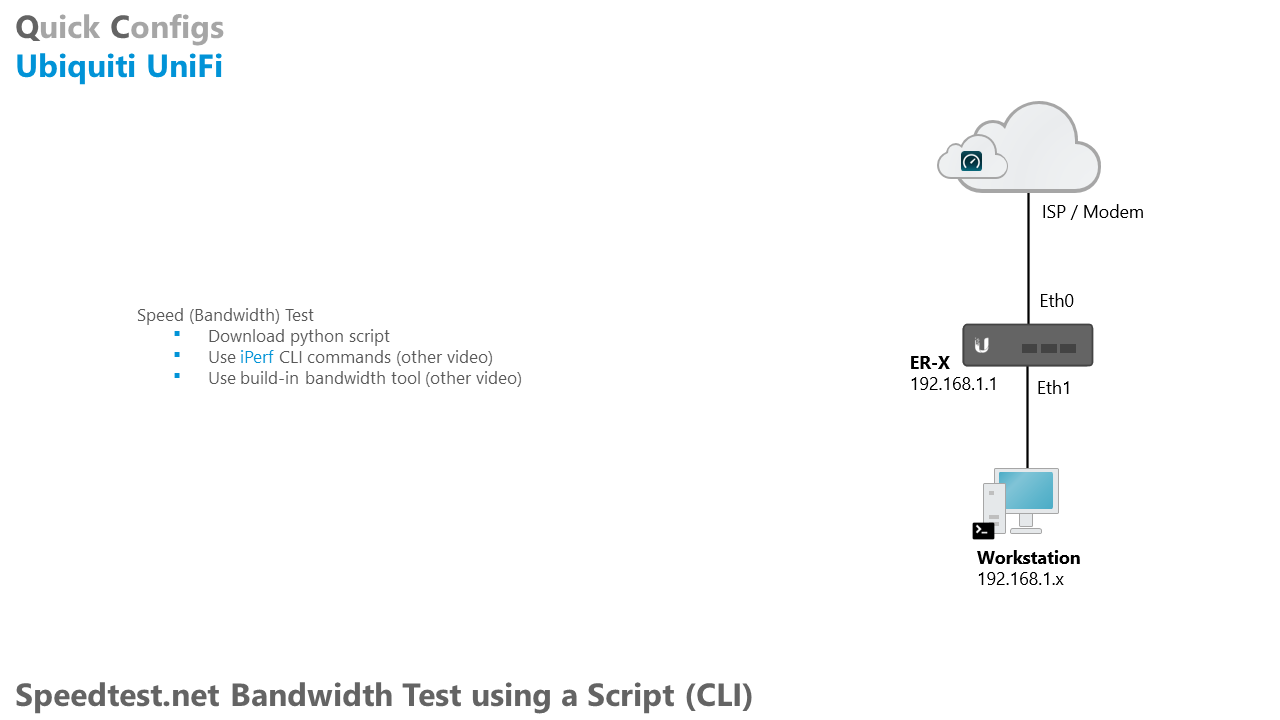 Quick Configs
Ubiquiti UniFi
ISP / Modem
Eth0
Speed (Bandwidth) Test
Download python script
Use iPerf CLI commands (other video)
Use build-in bandwidth tool (other video)
ER-X
192.168.1.1
Eth1
Workstation
192.168.1.x
Speedtest.net Bandwidth Test using a Script (CLI)